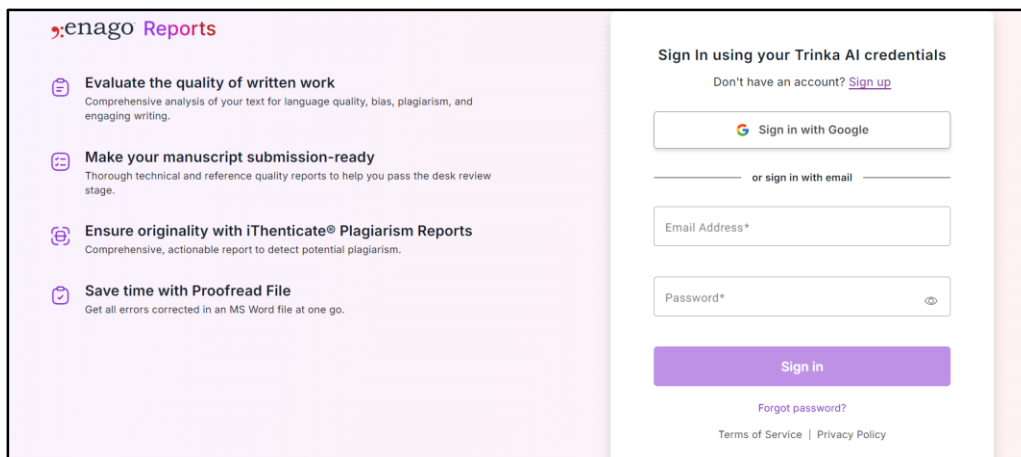 enago Reports
Evaluate the quality of written work
Comprehensive analysis of your text for language quality, bias, plagiarism, and
engaging writing.
Make your manuscript submission-ready
Thorough technical and reference quality reports to help you pass the desk review
stage.
Ensure originality with iThenticate® Plagiarism Reports
Comprehensive, actionable report to detect potential plagiarism.
Save time with Proofread File
Get all errors corrected in an MS Word file at one go.
Sign In using your Trinka AI credentials
Don't have an account? Sign up
Sign in with Google
or sign in with email
Email Address*
Password*
Sign in
Forgot password?
Terms of Service | Privacy Policy